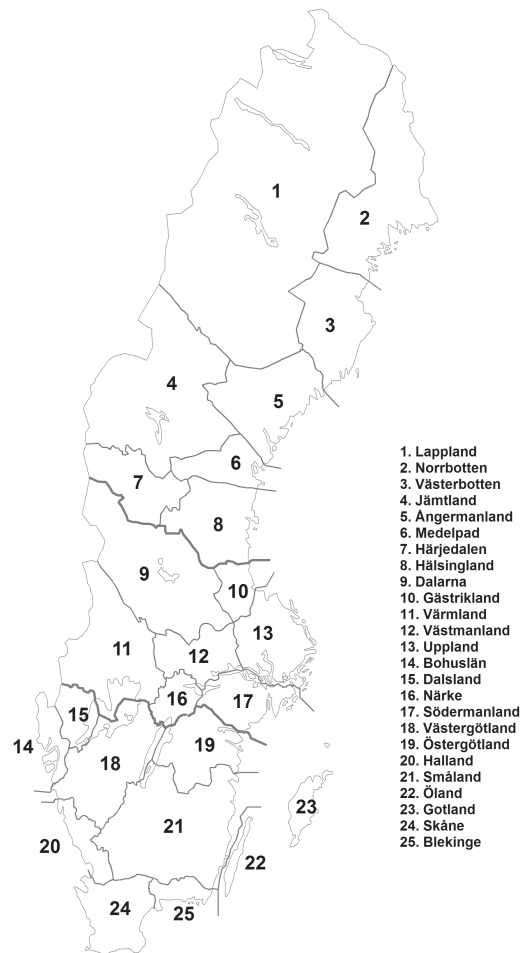 1
2
3
4
5
6
7
8
9
10
13
11
12
16
17
15
14
19
18
23
20
21
22
24
25
1. Lappland
2. Norrbotten
3. Västerbotten
4. Jämtland
5. Ångermanland
6. Medelpad
7. Härjedalen
8. Hälsingland
9. Dalarna
10. Gästrikland
11. Värmland
12. Västmanland
13. Uppland
14. Bohuslän
15. Dalsland
16. Närke
17. Södermanland
18. Västergötland
19. Östergötland
20. Halland
21. Småland
22. Öland
23. Gotland
24. Skåne
25. Blekinge